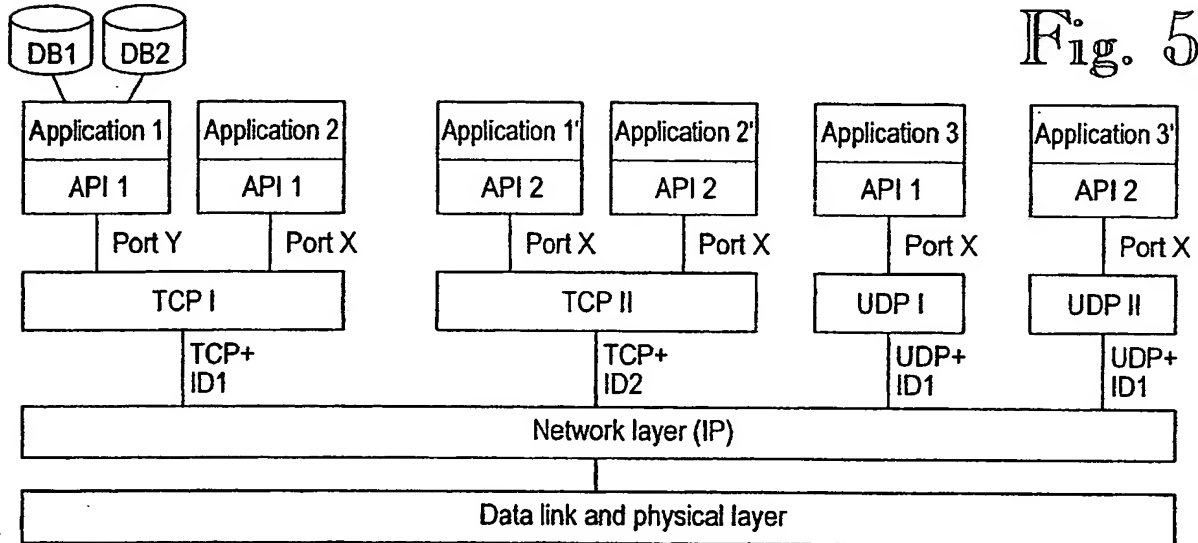 Fig. 5
DB1 DB2
Application 1 Application 2 Application 1' Application 2' Application 3 Application 3'
API 1 API 1 API 2 API 2 API 1 API 2
Port Y Port X Port X Port X Port X Port X
TCP I TCP II UDP I UDP II
TCP+ TCP+ UDP+ UDP+
ID1 ID2 ID1 ID1
Network layer (IP)
Data link and physical layer